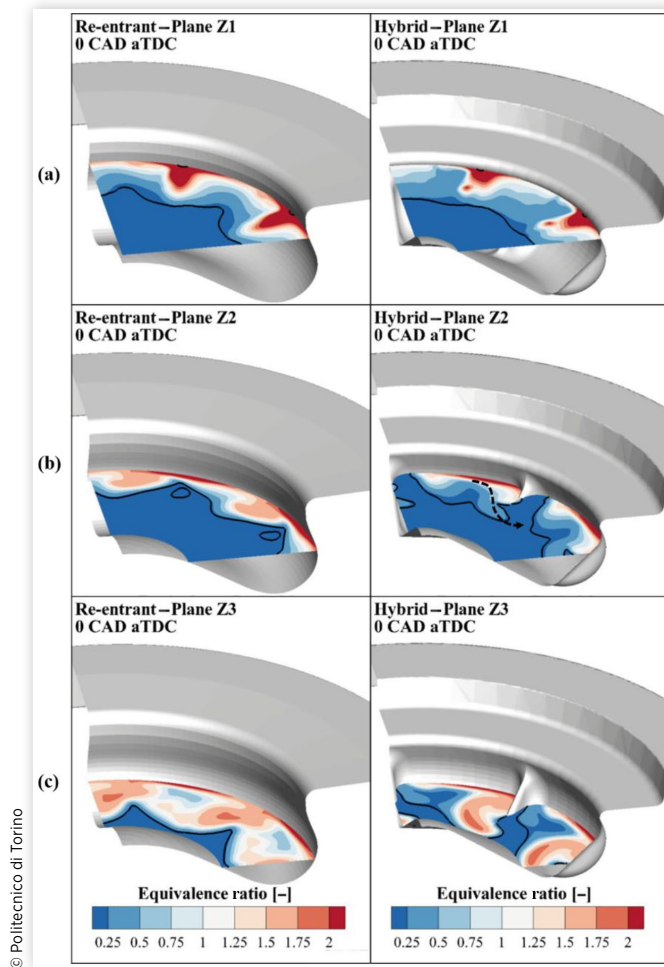 Re-entrant–Plane Z1
0 CAD aTDC
Hybrid–Plane Z1
0 CAD aTDC
(a)
Re-entrant–Plane Z2
0 CAD aTDC
Hybrid–Plane Z2
0 CAD aTDC
(b)
Re-entrant–Plane Z3
0 CAD aTDC
Hybrid–Plane Z3
0 CAD aTDC
(c)
Equivalence ratio [–]
0.25 0.5 0.75 1 1.25 1.5 1.75 2
Equivalence ratio [–]
0.25 0.5 0.75 1 1.25 1.5 1.75 2
© Politecnico di Torino